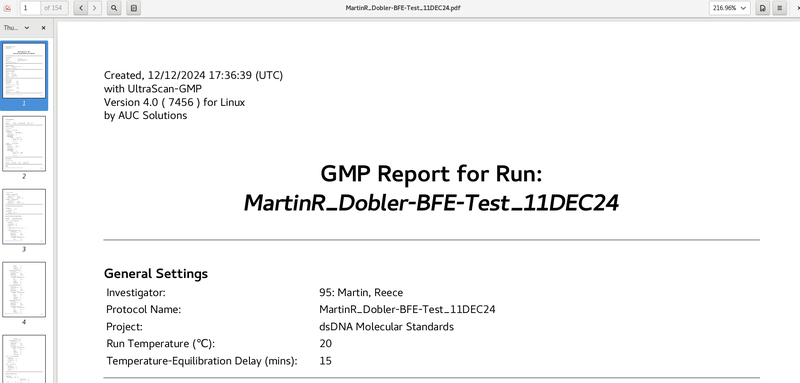 1 of 154
MartinR_Dobler-BFE-Test_11DEC24.pdf
216.96%
Thu...
1
2
3
4
Created, 12/12/2024 17:36:39 (UTC)
with UltraScan-GMP
Version 4.0 ( 7456 ) for Linux
by AUC Solutions
GMP Report for Run:
MartinR_Dobler-BFE-Test_11DEC24
General Settings
Investigator: 95: Martin, Reece
Protocol Name: MartinR_Dobler-BFE-Test_11DEC24
Project: dsDNA Molecular Standards
Run Temperature (℃): 20
Temperature-Equilibration Delay (mins): 15